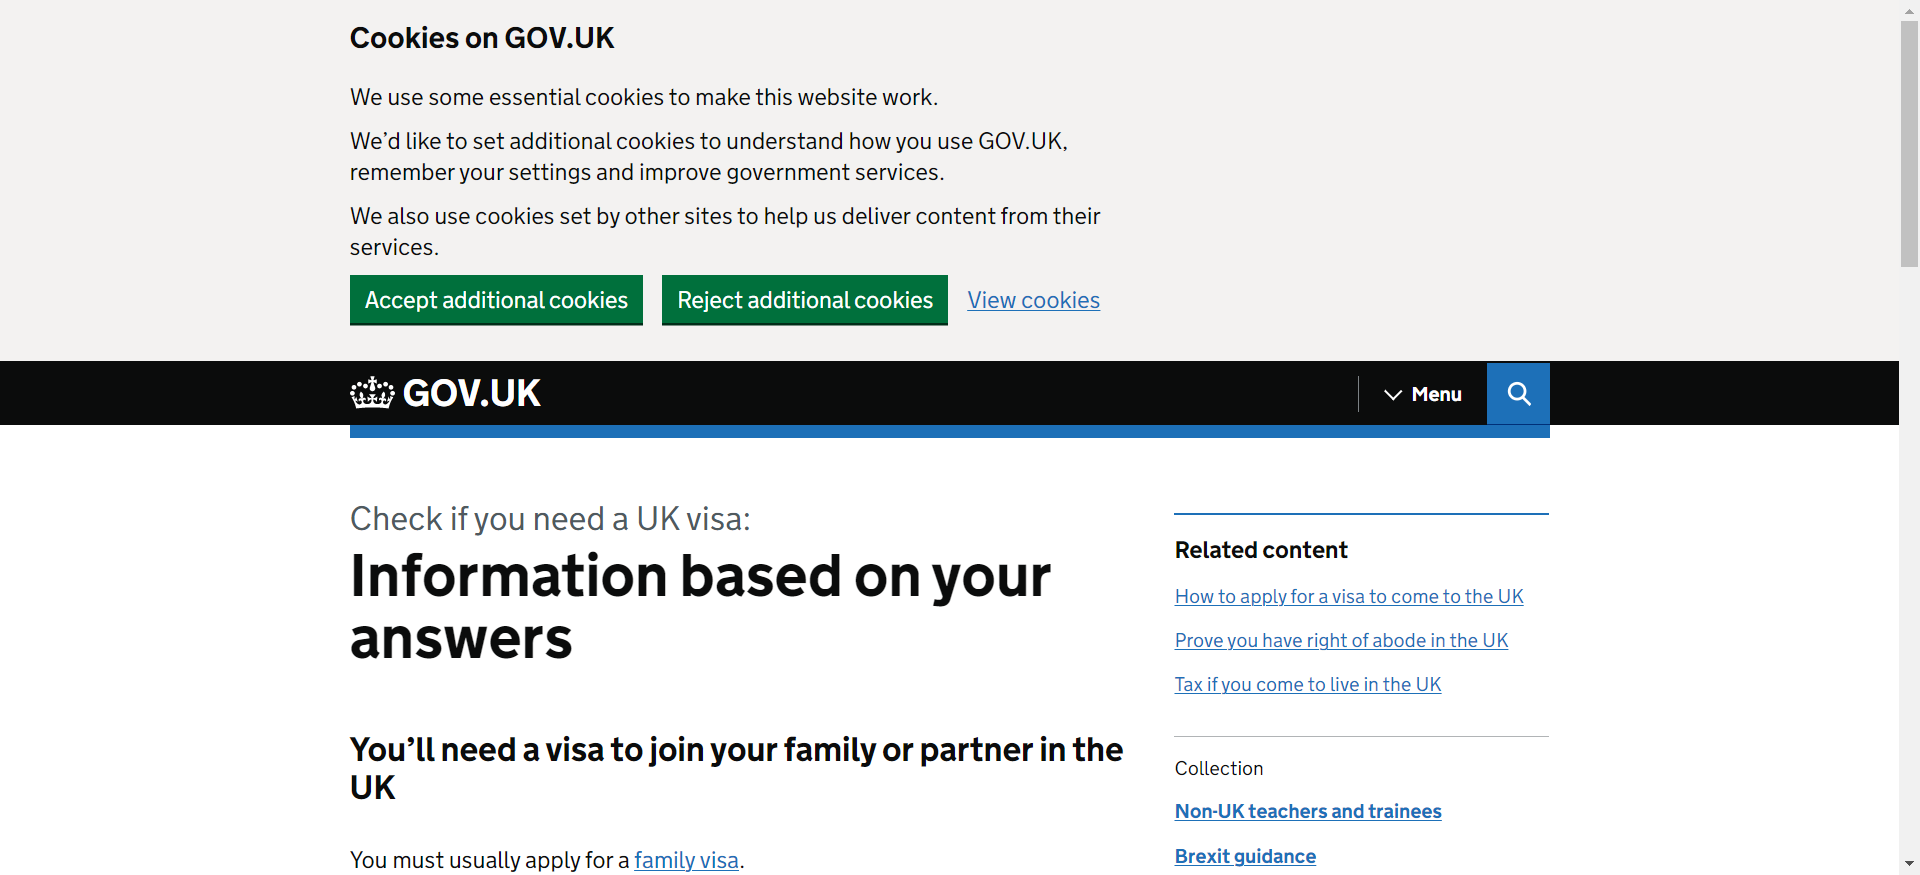 Cookies on GOV.UK
We use some essential cookies to make this website work.
We’d like to set additional cookies to understand how you use GOV.UK,
remember your settings and improve government services.
We also use cookies set by other sites to help us deliver content from their
services.
Accept additional cookies
Reject additional cookies
View cookies
GOV.UK
Menu
Check if you need a UK visa:
Information based on your
answers
You’ll need a visa to join your family or partner in the
UK
You must usually apply for a family visa.
Related content
How to apply for a visa to come to the UK
Prove you have right of abode in the UK
Tax if you come to live in the UK
Collection
Non-UK teachers and trainees
Brexit guidance